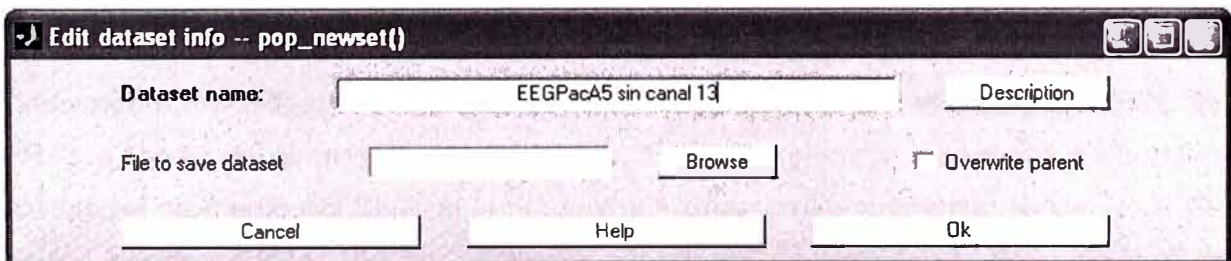 Edit dataset info -- pop_newset()
Dataset name: EEGPacA5 sin canal 13 Description
File to save dataset Browse Overwrite parent
Cancel Help Ok